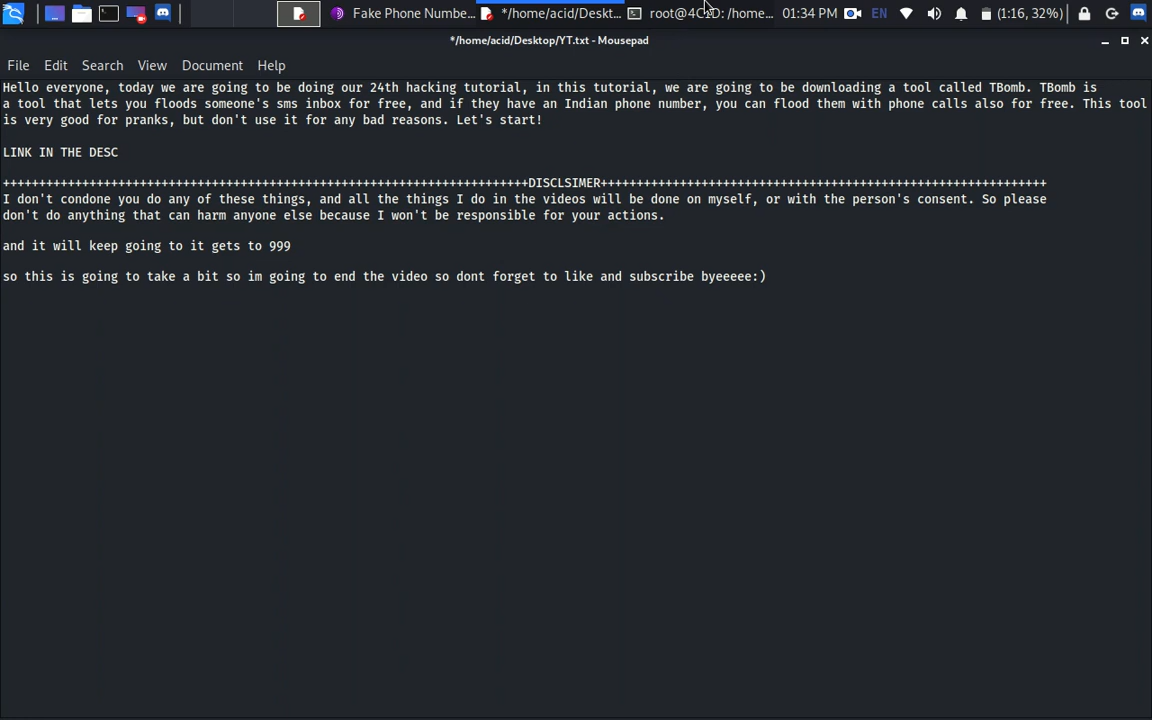 Fake Phone Numbe... */home/acid/Deskt... root@4C1D: /home... 01:34 PM EN (1:16, 32%)
*/home/acid/Desktop/YT.txt - Mousepad
File Edit Search View Document Help
Hello everyone, today we are going to be doing our 24th hacking tutorial, in this tutorial, we are going to be downloading a tool called TBomb. TBomb is
a tool that lets you floods someone's sms inbox for free, and if they have an Indian phone number, you can flood them with phone calls also for free. This tool
is very good for pranks, but don't use it for any bad reasons. Let's start!
LINK IN THE DESC
+++++++++++++++++++++++++++++++++++++++++++++++++++++++++++++++++++++++++DISCLSIMER++++++++++++++++++++++++++++++++++++++++++++++++++++++++++++++
I don't condone you do any of these things, and all the things I do in the videos will be done on myself, or with the person's consent. So please
don't do anything that can harm anyone else because I won't be responsible for your actions.
and it will keep going to it gets to 999
so this is going to take a bit so im going to end the video so dont forget to like and subscribe byeeeee:)